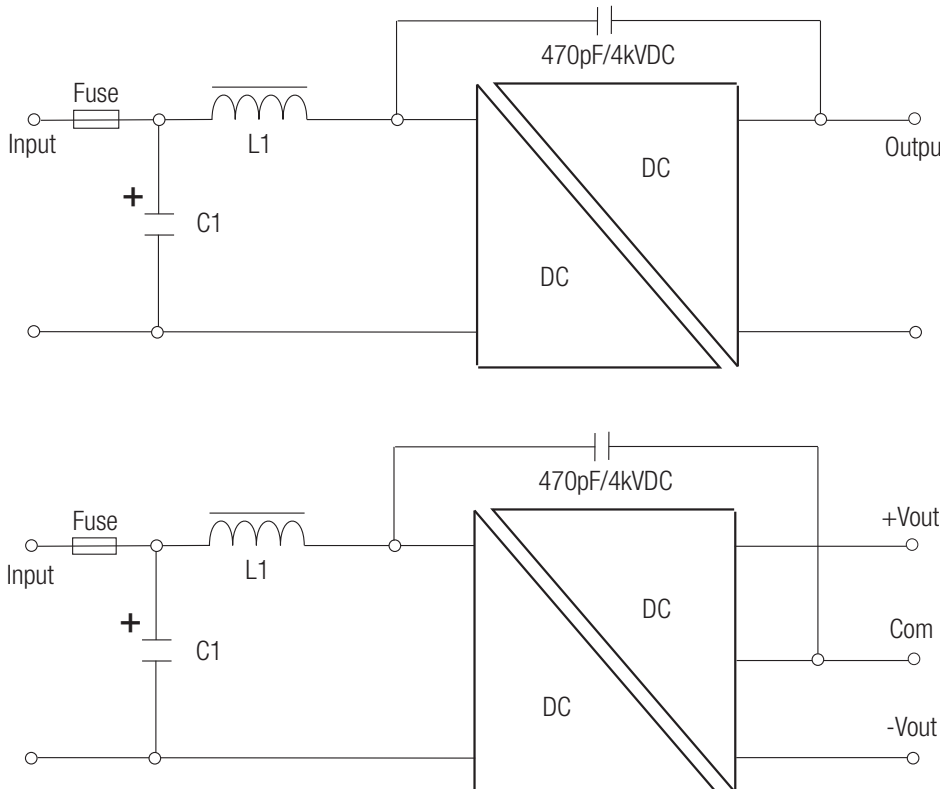 470pF/4kVDC
Fuse
Input
L1
DC
Outpu
+
C1
DC
470pF/4kVDC
Fuse
+Vout
Input
L1
DC
Com
+
C1
DC
-Vout